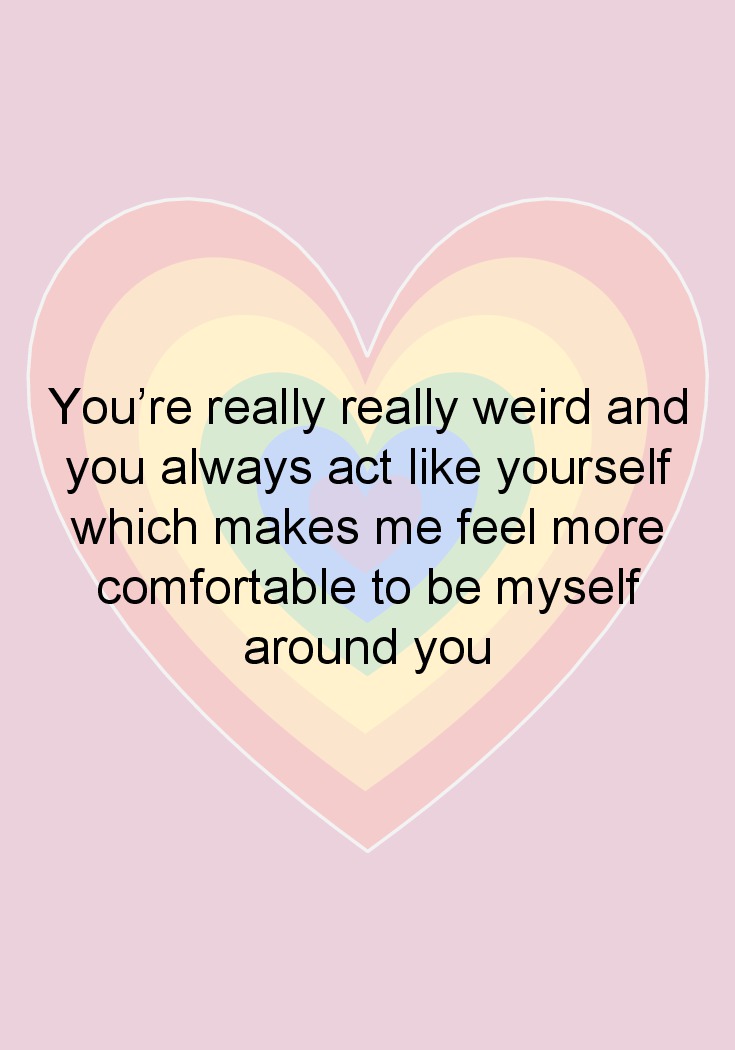 You’re really really weird and
you always act like yourself
which makes me feel more
comfortable to be myself
around you